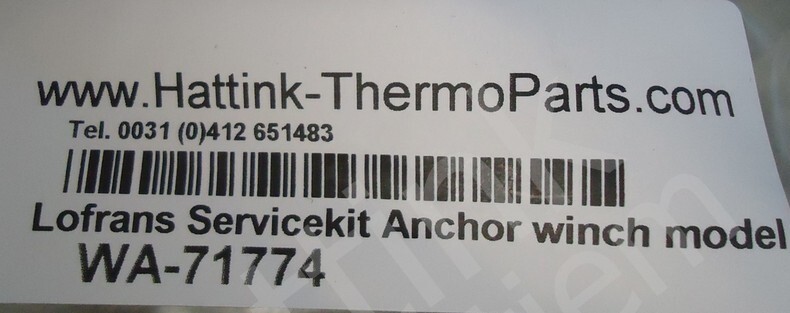 www.Hattink-ThermoParts.com
Tel. 0031 (0)412 651483
Lofrans Servicekit Anchor winch model
WA-71774